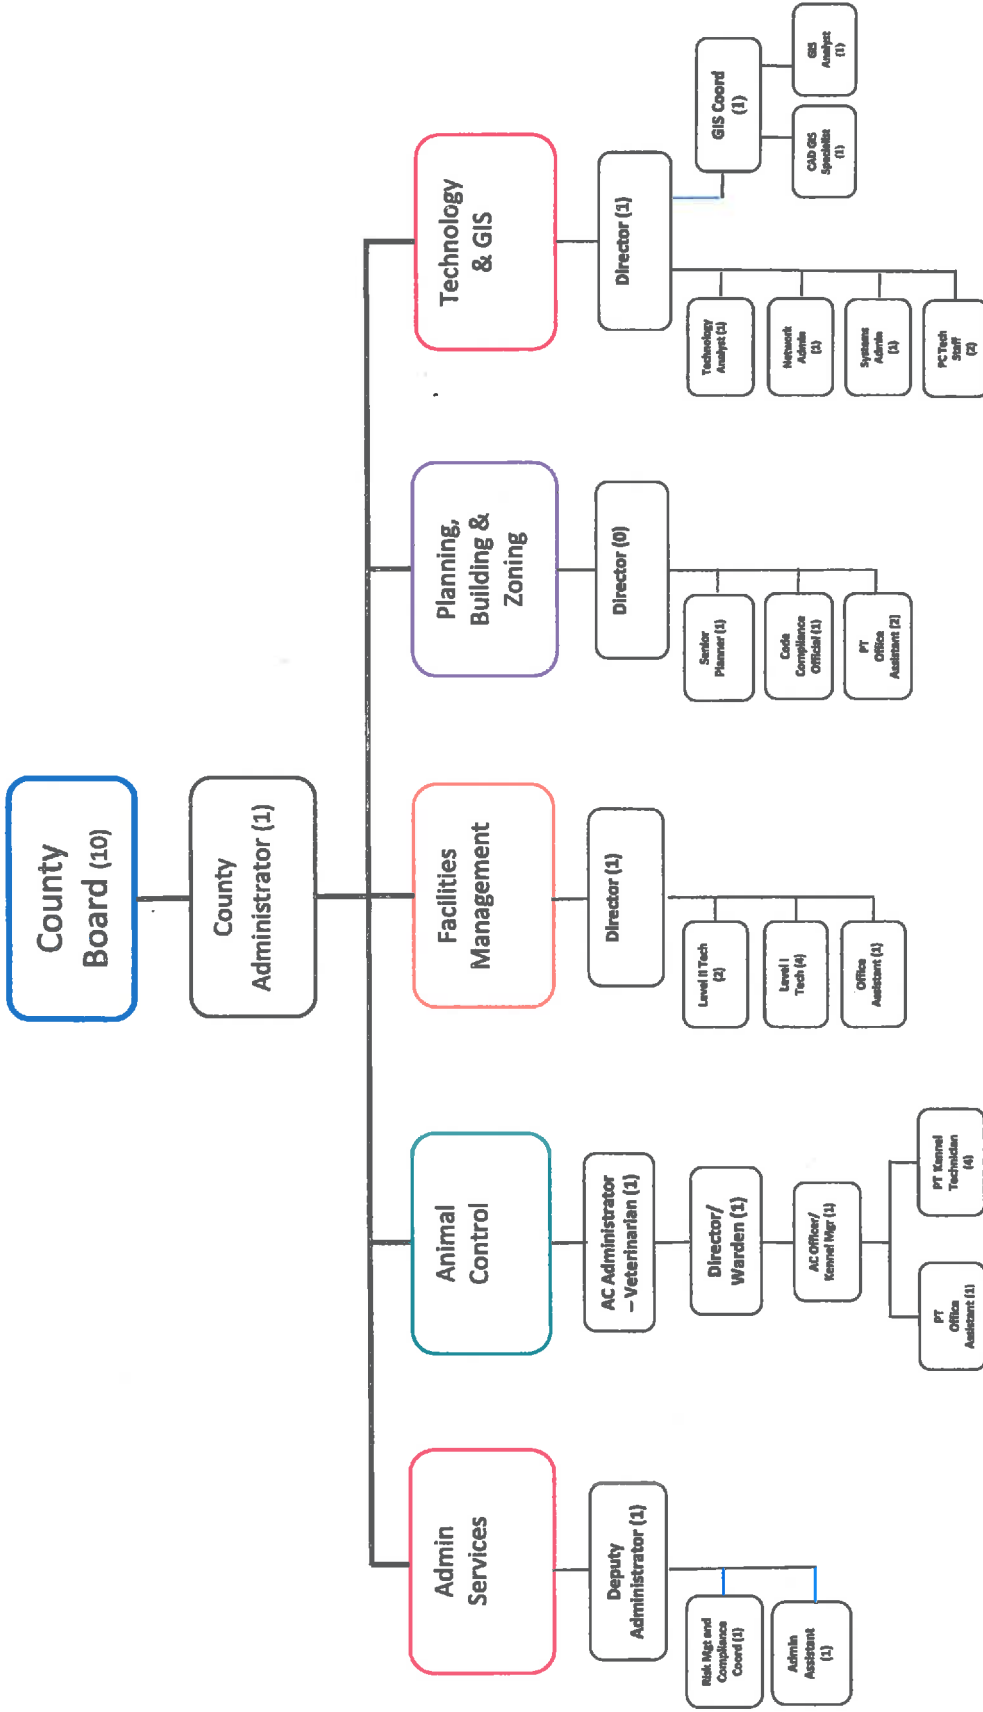 County
Board (10)
County
Administrator (1)
Admin
Services
Animal
Control
Facilities
Management
Planning,
Building &
Zoning
Technology
& GIS
Deputy
Administrator (1)
Risk Mgt and
Compliance
Coord (1)
Admin
Assistant
(1)
AC Administrator
– Veterinarian (1)
Director/
Warden (1)
AC Officer/
Kennel Mgr (1)
PT
Office
Assistant (1)
PT Kennel
Technician
(4)
Director (1)
Level II Tech
(2)
Level I
Tech (4)
Office
Assistant (1)
Director (0)
Senior
Planner (1)
Code
Compliance
Official (1)
PT
Office
Assistant (2)
Director (1)
Technology
Analyst (1)
Network
Admin
(1)
Systems
Admin
(1)
PC Tech
Staff
(2)
GIS Coord
(1)
CAD GIS
Specialist
(1)
GIS
Analyst
(1)